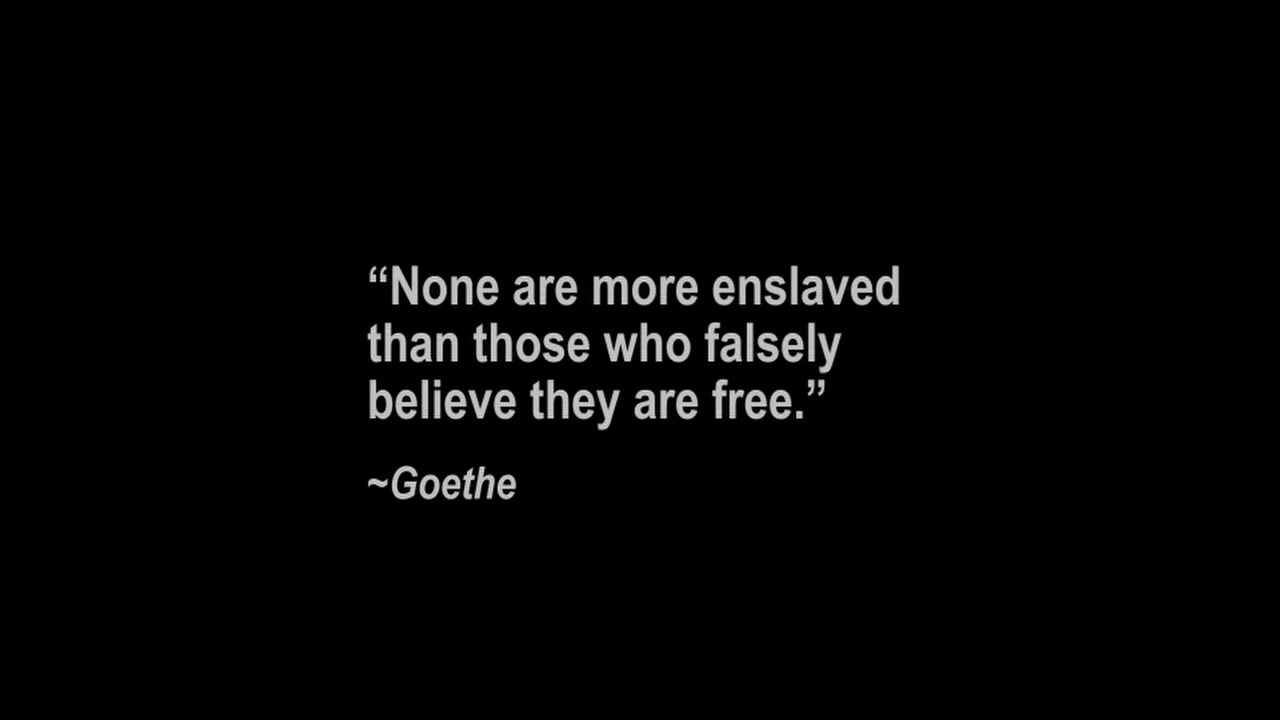 “None are more enslaved
than those who falsely
believe they are free.”
~Goethe